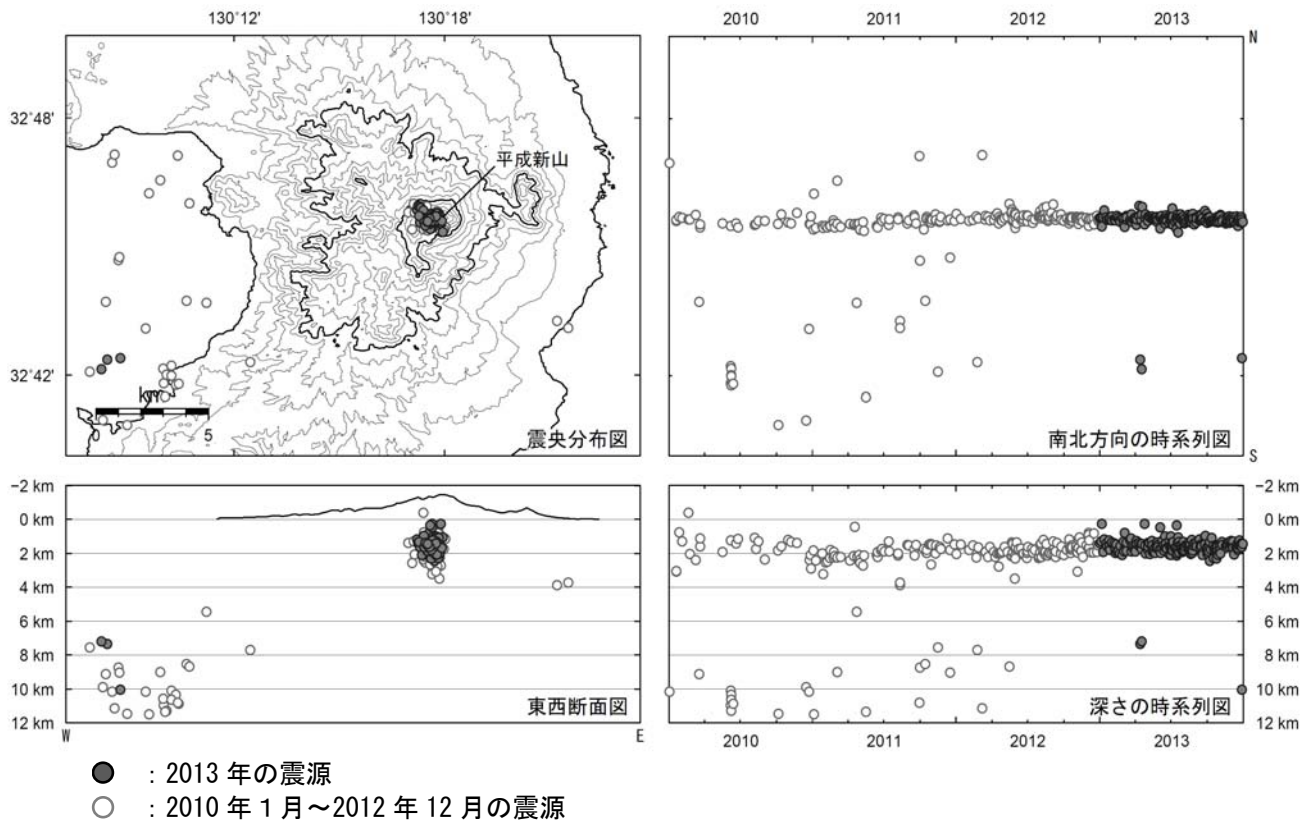 130°12' 130°18'
32°48'
32°42'
平成新山
km
0 5
震央分布図
2010 2011 2012 2013
N
S
南北方向の時系列図
-2 km
0 km
2 km
4 km
6 km
8 km
10 km
12 km
W E
東西断面図
-2 km
0 km
2 km
4 km
6 km
8 km
10 km
12 km
深さの時系列図
2010 2011 2012 2013
：2013 年の震源
：2010 年 1 月～2012 年 12 月の震源